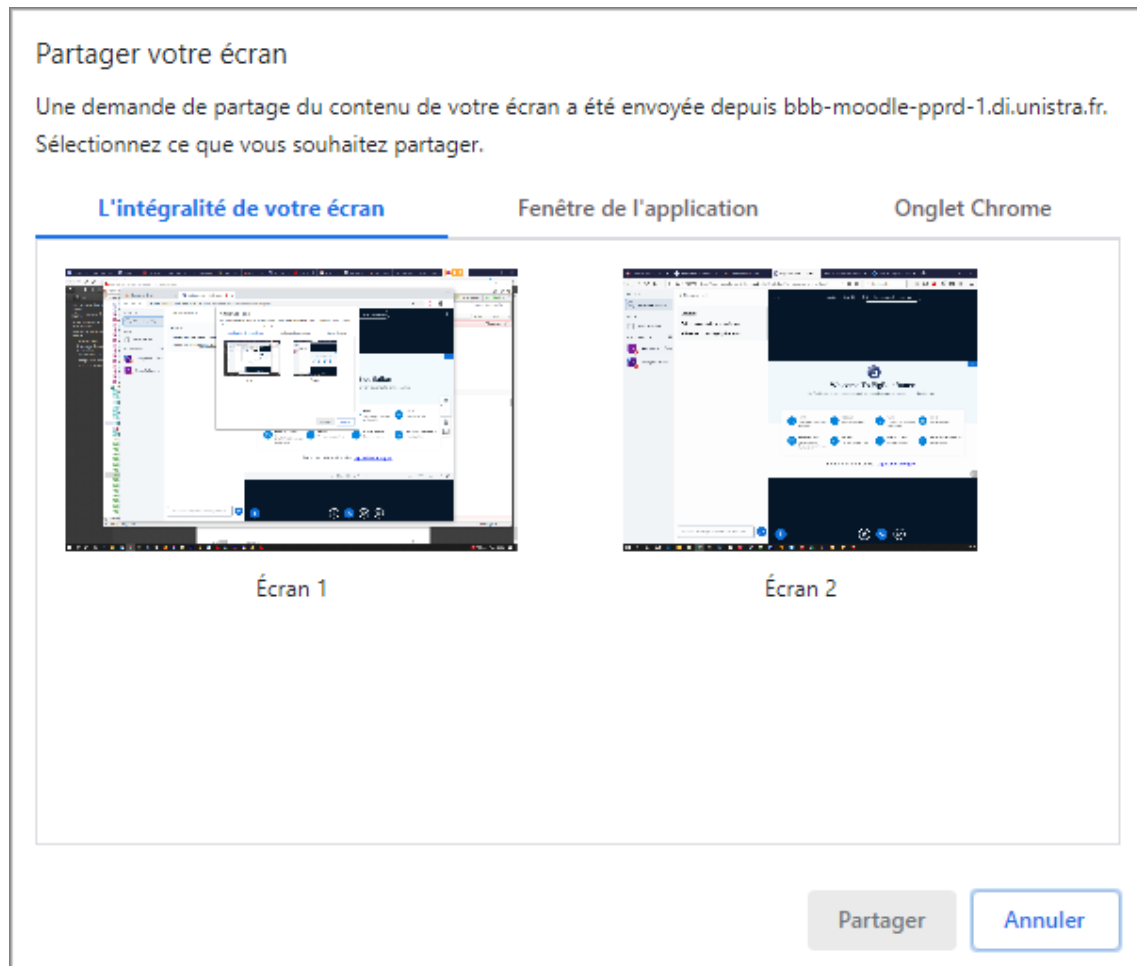 Partager votre écran
Une demande de partage du contenu de votre écran a été envoyée depuis bbb-moodle-pprd-1.di.unistra.fr.
Sélectionnez ce que vous souhaitez partager.
L'intégralité de votre écran
Fenêtre de l'application
Onglet Chrome
Écran 1
Écran 2
Partager
Annuler